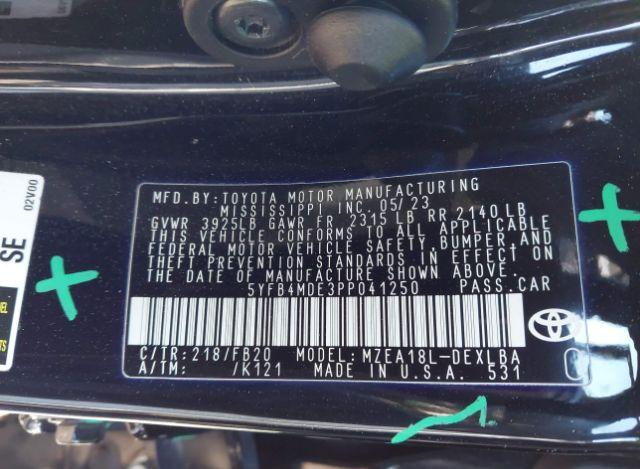 MFD.BY: TOYOTA MOTOR MANUFACTURING
MISSISSIPPI INC. 05/23
GVWR 3925LB GAWR FR. 2315 LB RR 2140 LB
THIS VEHICLE CONFORMS TO ALL APPLICABLE
FEDERAL MOTOR VEHICLE SAFETY, BUMPER, AND
THEFT PREVENTION STANDARDS IN EFFECT ON
THE DATE OF MANUFACTURE SHOWN ABOVE.
5YFB4MDE3PP041250 PASS.CAR
C/TR: 218/FB20 MODEL: MZEA18L-DEXLBA
A/TM: /K121 MADE IN U.S.A. 531
02V00
SE